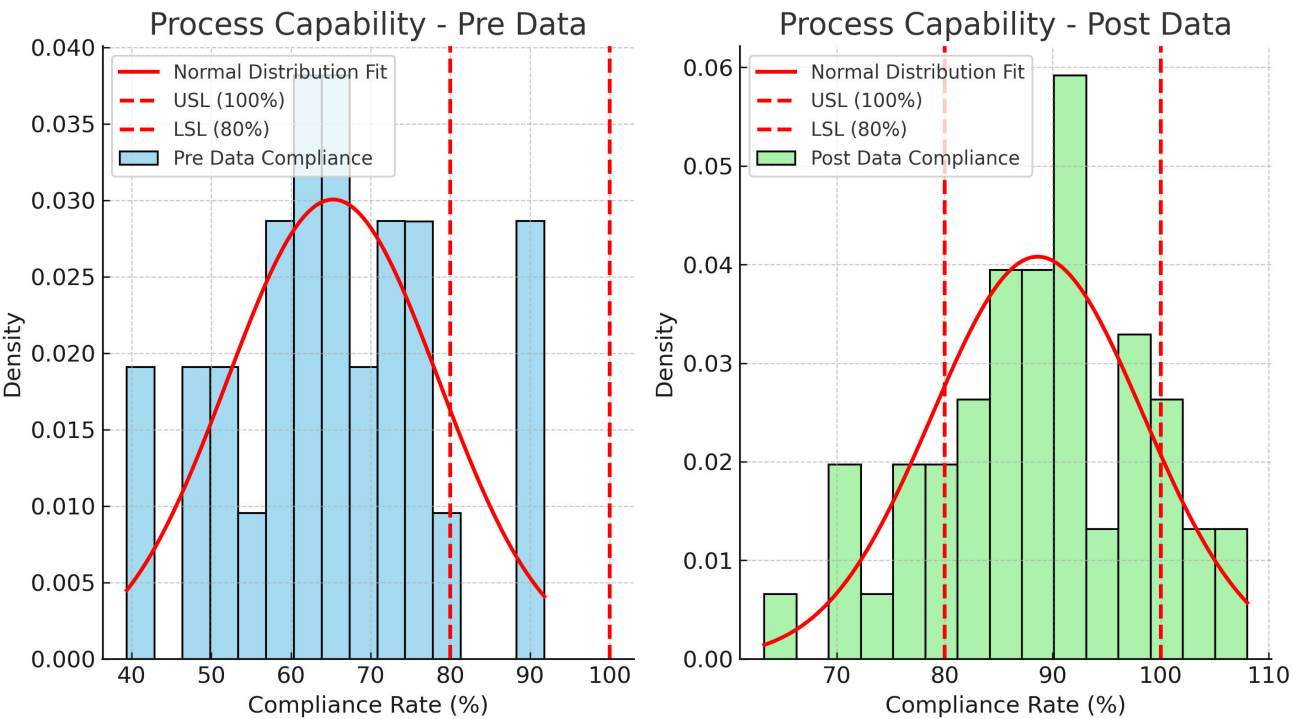 Process Capability - Pre Data
0.040
0.035
0.030
0.025
0.020
0.015
0.010
0.005
0.000
Density
Normal Distribution Fit
USL (100%)
LSL (80%)
Pre Data Compliance
40 50 60 70 80 90 100
Compliance Rate (%)
Process Capability - Post Data
0.06
0.05
0.04
0.03
0.02
0.01
0.00
Density
Normal Distribution Fit
USL (100%)
LSL (80%)
Post Data Compliance
70 80 90 100 110
Compliance Rate (%)